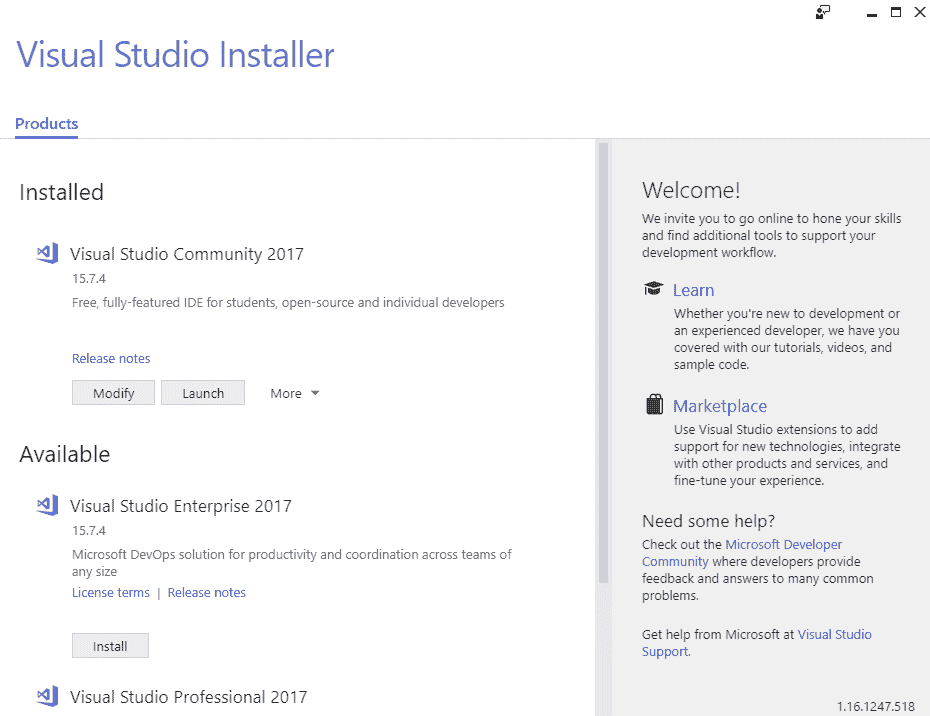 Visual Studio Installer
Products
Installed
Visual Studio Community 2017
15.7.4
Free, fully-featured IDE for students, open-source and individual developers
Release notes
Modify
Launch
More
Available
Visual Studio Enterprise 2017
15.7.4
Microsoft DevOps solution for productivity and coordination across teams of
any size
License terms | Release notes
Install
Visual Studio Professional 2017
Welcome!
We invite you to go online to hone your skills
and find additional tools to support your
development workflow.
Learn
Whether you're new to development or
an experienced developer, we have you
covered with our tutorials, videos, and
sample code.
Marketplace
Use Visual Studio extensions to add
support for new technologies, integrate
with other products and services, and
fine-tune your experience.
Need some help?
Check out the Microsoft Developer
Community where developers provide
feedback and answers to many common
problems.
Get help from Microsoft at Visual Studio
Support.
1.16.1247.518